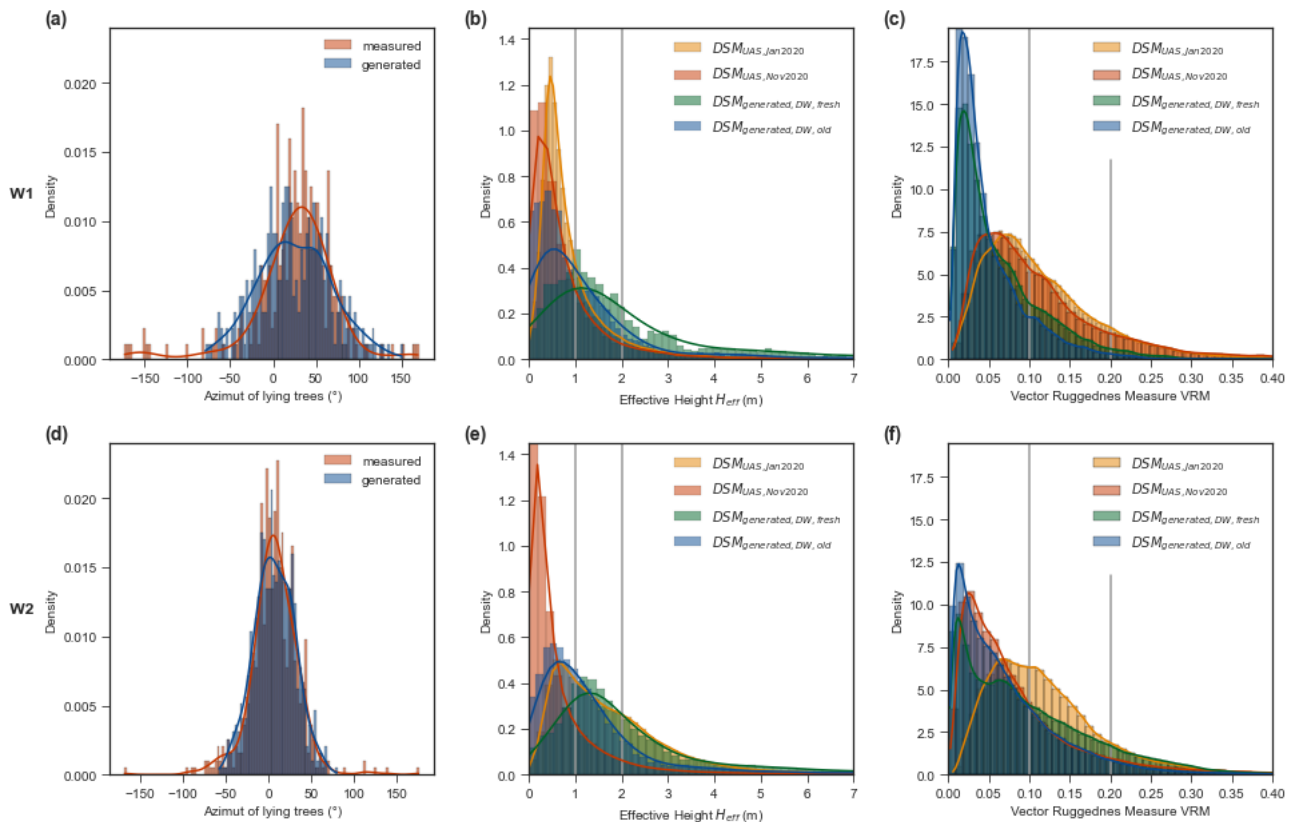 (a)
(b)
(c)
measured
generated
DSM_UAS,Jan2020
DSM_UAS,Nov2020
DSM_generated,DW,fresh
DSM_generated,DW,old
DSM_UAS,Jan2020
DSM_UAS,Nov2020
DSM_generated,DW,fresh
DSM_generated,DW,old
W1
Density
0.020
0.015
0.010
0.005
0.000
−150 −100 −50 0 50 100 150
Azimut of lying trees (°)
Density
1.4
1.2
1.0
0.8
0.6
0.4
0.2
0.0
0 1 2 3 4 5 6 7
Effective Height H_eff (m)
Density
17.5
15.0
12.5
10.0
7.5
5.0
2.5
0.0
0.00 0.05 0.10 0.15 0.20 0.25 0.30 0.35 0.40
Vector Ruggednes Measure VRM
(d)
(e)
(f)
measured
generated
DSM_UAS,Jan2020
DSM_UAS,Nov2020
DSM_generated,DW,fresh
DSM_generated,DW,old
DSM_UAS,Jan2020
DSM_UAS,Nov2020
DSM_generated,DW,fresh
DSM_generated,DW,old
W2
Density
0.020
0.015
0.010
0.005
0.000
−150 −100 −50 0 50 100 150
Azimut of lying trees (°)
Density
1.4
1.2
1.0
0.8
0.6
0.4
0.2
0.0
0 1 2 3 4 5 6 7
Effective Height H_eff (m)
Density
17.5
15.0
12.5
10.0
7.5
5.0
2.5
0.0
0.00 0.05 0.10 0.15 0.20 0.25 0.30 0.35 0.40
Vector Ruggednes Measure VRM